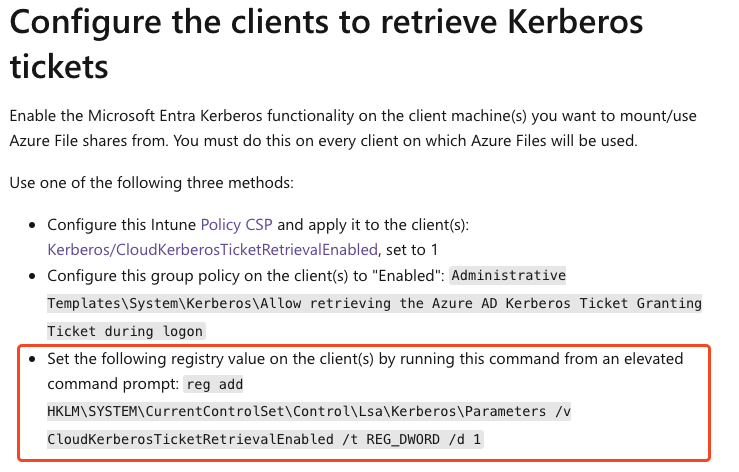 Configure the clients to retrieve Kerberos
tickets
Enable the Microsoft Entra Kerberos functionality on the client machine(s) you want to mount/use
Azure File shares from. You must do this on every client on which Azure Files will be used.
Use one of the following three methods:
• Configure this Intune Policy CSP and apply it to the client(s):
Kerberos/CloudKerberosTicketRetrievalEnabled, set to 1
• Configure this group policy on the client(s) to "Enabled": Administrative
Templates\System\Kerberos\Allow retrieving the Azure AD Kerberos Ticket Granting
Ticket during logon
• Set the following registry value on the client(s) by running this command from an elevated
command prompt: reg add
HKLM\SYSTEM\CurrentControlSet\Control\Lsa\Kerberos\Parameters /v
CloudKerberosTicketRetrievalEnabled /t REG_DWORD /d 1